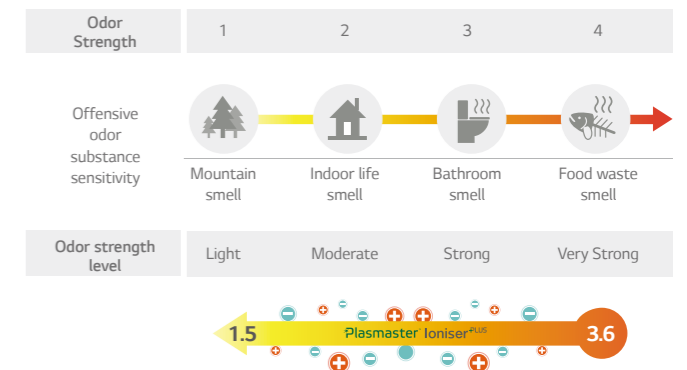 Odor
Strength
1
2
3
4
Offensive
odor
substance
sensitivity
Mountain
smell
Indoor life
smell
Bathroom
smell
Food waste
smell
Odor strength
level
Light
Moderate
Strong
Very Strong
1.5
Plasmaster Ioniser PLUS
3.6